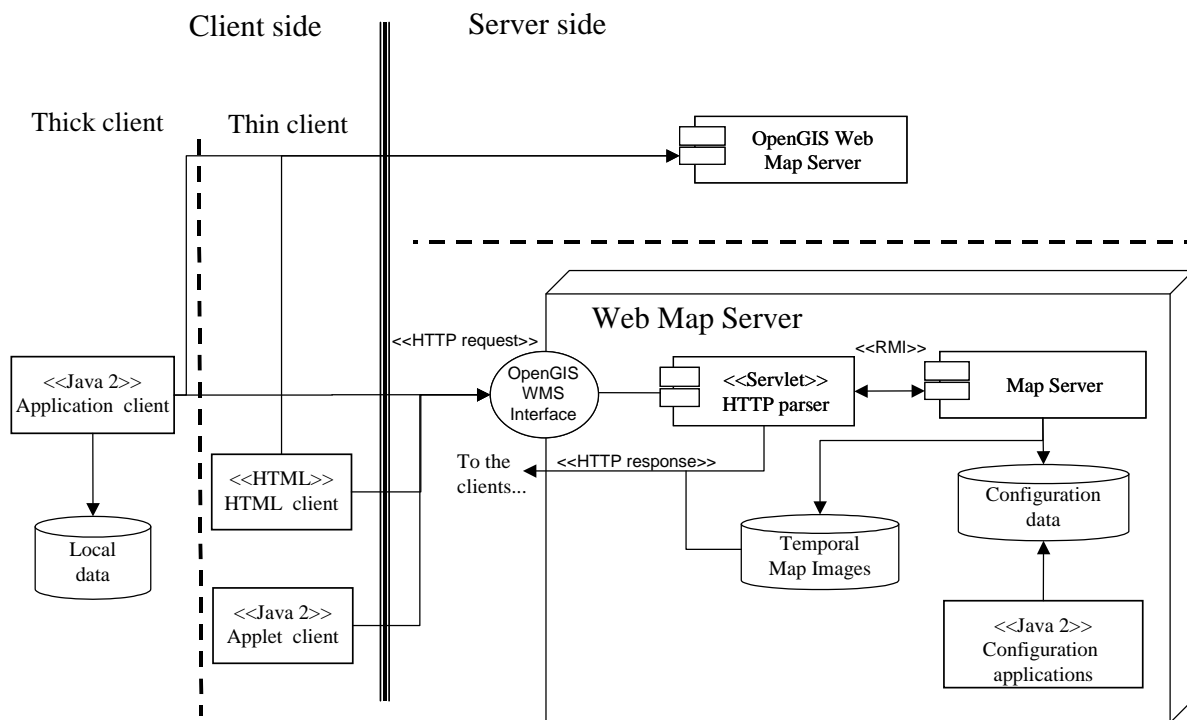 Client side
Server side
Thick client
Thin client
OpenGIS Web
Map Server
Web Map Server
<<HTTP request>>
<<RMI>>
<<Java 2>>
Application client
OpenGIS
WMS
Interface
<<Servlet>>
HTTP parser
Map Server
To the
clients...
<<HTTP response>>
<<HTML>>
HTML client
Configuration
data
Local
data
Temporal
Map Images
<<Java 2>>
Applet client
<<Java 2>>
Configuration
applications